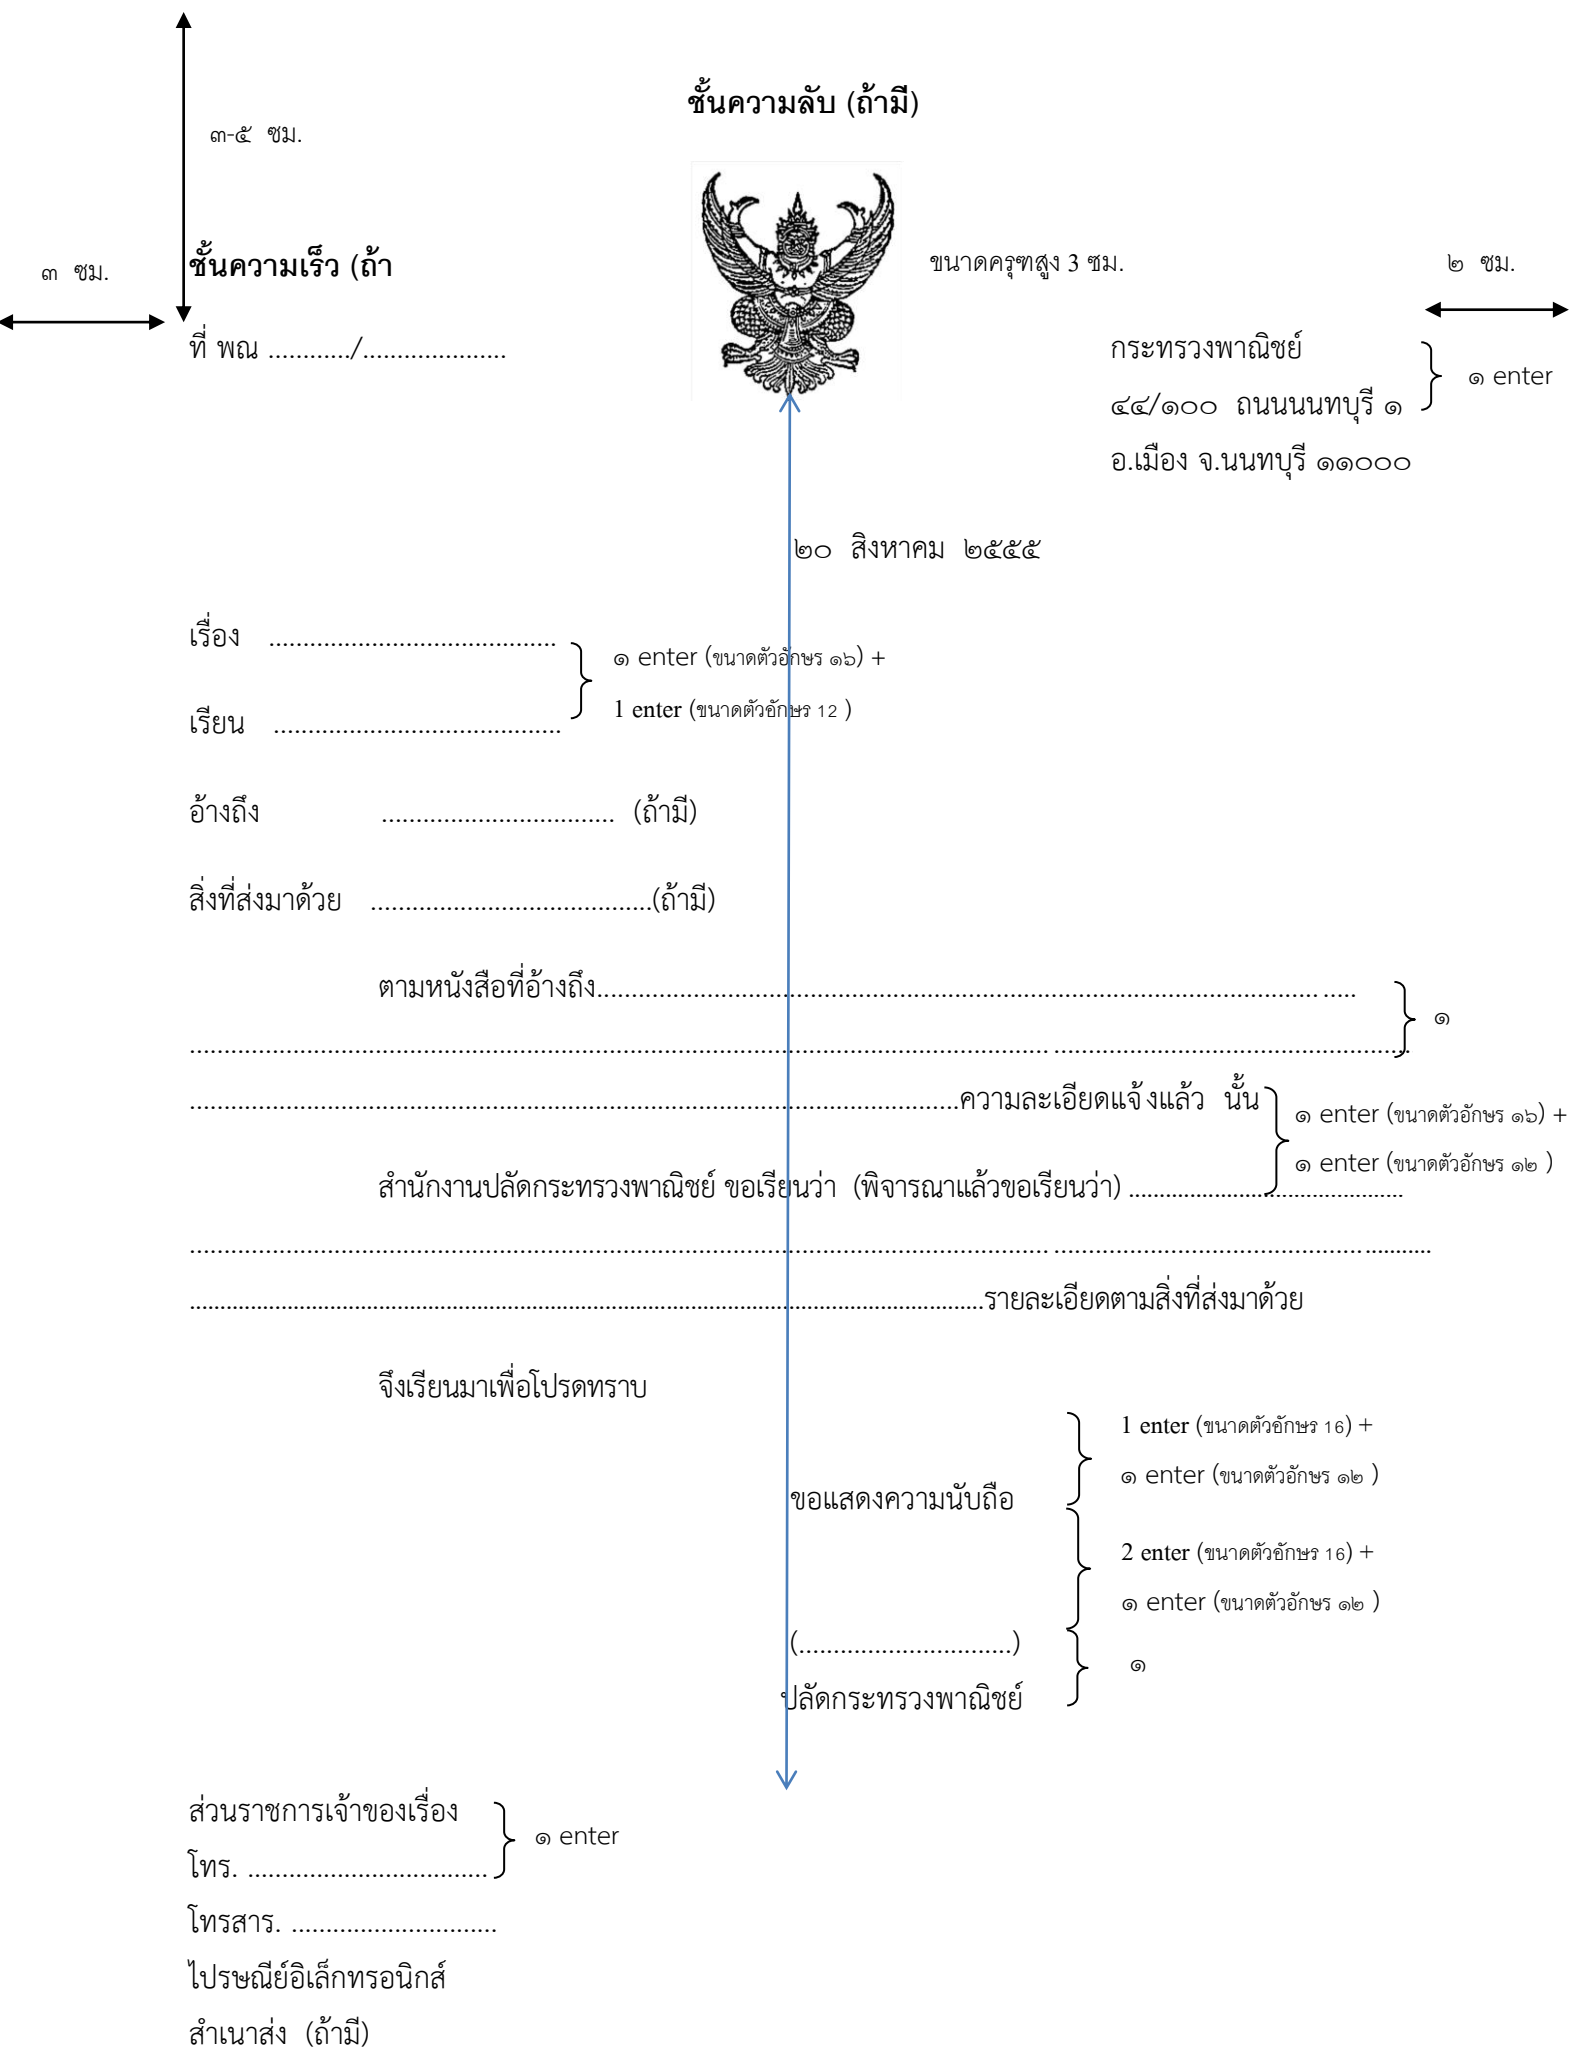 ชั้นความลับ (ถ้ามี)
๓-๕ ซม.
๓ ซม.
ชั้นความเร็ว (ถ้า
ขนาดครุฑสูง 3 ซม.
๒ ซม.
ที่ พณ ............/.....................
กระทรวงพาณิชย์
๑ enter
๔๔/๑๐๐ ถนนนนทบุรี ๑
อ.เมือง จ.นนทบุรี ๑๑๐๐๐
๒๐ สิงหาคม ๒๕๕๕
เรื่อง ..........................................
๑ enter (ขนาดตัวอักษร ๑๖) +
1 enter (ขนาดตัวอักษร 12 )
เรียน ..........................................
อ้างถึง .................................. (ถ้ามี)
สิ่งที่ส่งมาด้วย .........................................(ถ้ามี)
ตามหนังสือที่อ้างถึง.......................................................................................................... .....
๑
............................................................................................................................. ....................................................
................................................................................................................ความละเอียดแจ้งแล้ว นั้น
๑ enter (ขนาดตัวอักษร ๑๖) +
๑ enter (ขนาดตัวอักษร ๑๒ )
สำนักงานปลัดกระทรวงพาณิชย์ ขอเรียนว่า (พิจารณาแล้วขอเรียนว่า) ................................................
............................................................................................................................. .......................................................
...................................................................................................................................รายละเอียดตามสิ่งที่ส่งมาด้วย
จึงเรียนมาเพื่อโปรดทราบ
1 enter (ขนาดตัวอักษร 16) +
๑ enter (ขนาดตัวอักษร ๑๒ )
ขอแสดงความนับถือ
2 enter (ขนาดตัวอักษร 16) +
๑ enter (ขนาดตัวอักษร ๑๒ )
(...............................)
๑
ปลัดกระทรวงพาณิชย์
ส่วนราชการเจ้าของเรื่อง
๑ enter
โทร. ...................................
โทรสาร. ..............................
ไปรษณีย์อิเล็กทรอนิกส์
สำเนาส่ง (ถ้ามี)